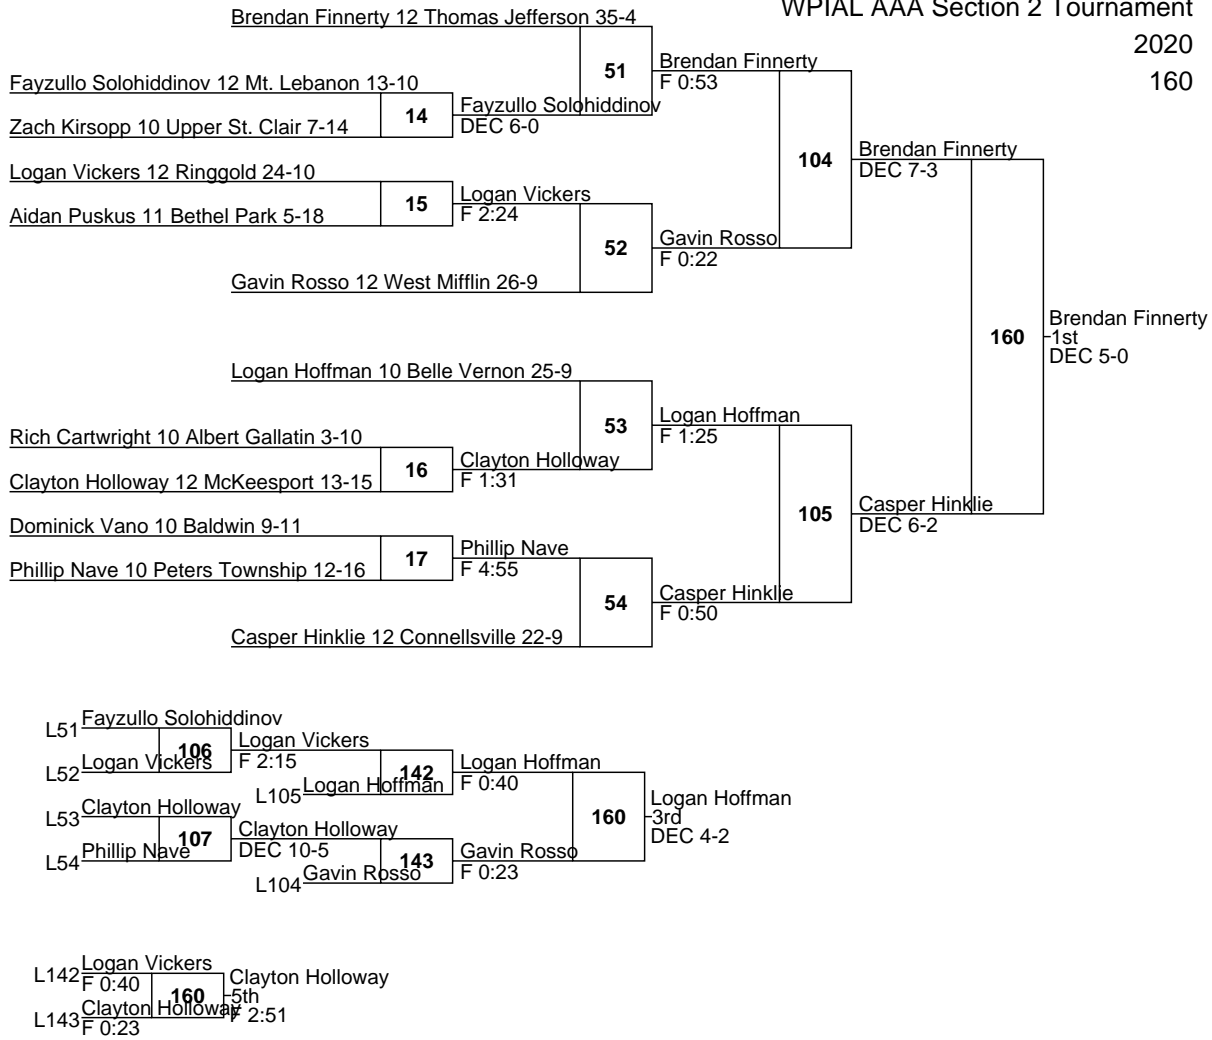 WPIAL AAA Section 2 Tournament
2020
160
Brendan Finnerty 12 Thomas Jefferson 35-4
51
Brendan Finnerty
F 0:53
Fayzullo Solohiddinov 12 Mt. Lebanon 13-10
14
Fayzullo Solohiddinov
DEC 6-0
Zach Kirsopp 10 Upper St. Clair 7-14
104
Brendan Finnerty
DEC 7-3
Logan Vickers 12 Ringgold 24-10
15
Logan Vickers
F 2:24
Aidan Puskus 11 Bethel Park 5-18
52
Gavin Rosso
F 0:22
Gavin Rosso 12 West Mifflin 26-9
160
Brendan Finnerty
1st
DEC 5-0
Logan Hoffman 10 Belle Vernon 25-9
53
Logan Hoffman
F 1:25
Rich Cartwright 10 Albert Gallatin 3-10
16
Clayton Holloway
F 1:31
Clayton Holloway 12 McKeesport 13-15
105
Casper Hinklie
DEC 6-2
Dominick Vano 10 Baldwin 9-11
17
Phillip Nave
F 4:55
Phillip Nave 10 Peters Township 12-16
54
Casper Hinklie
F 0:50
Casper Hinklie 12 Connellsville 22-9
L51 Fayzullo Solohiddinov
106
Logan Vickers
F 2:15
L52 Logan Vickers
142
Logan Hoffman
F 0:40
L105 Logan Hoffman
L53 Clayton Holloway
107
Clayton Holloway
DEC 10-5
L54 Phillip Nave
143
Gavin Rosso
F 0:23
L104 Gavin Rosso
160
Logan Hoffman
3rd
DEC 4-2
L142 Logan Vickers
F 0:40
160
Clayton Holloway
5th
F 2:51
L143 Clayton Holloway
F 0:23